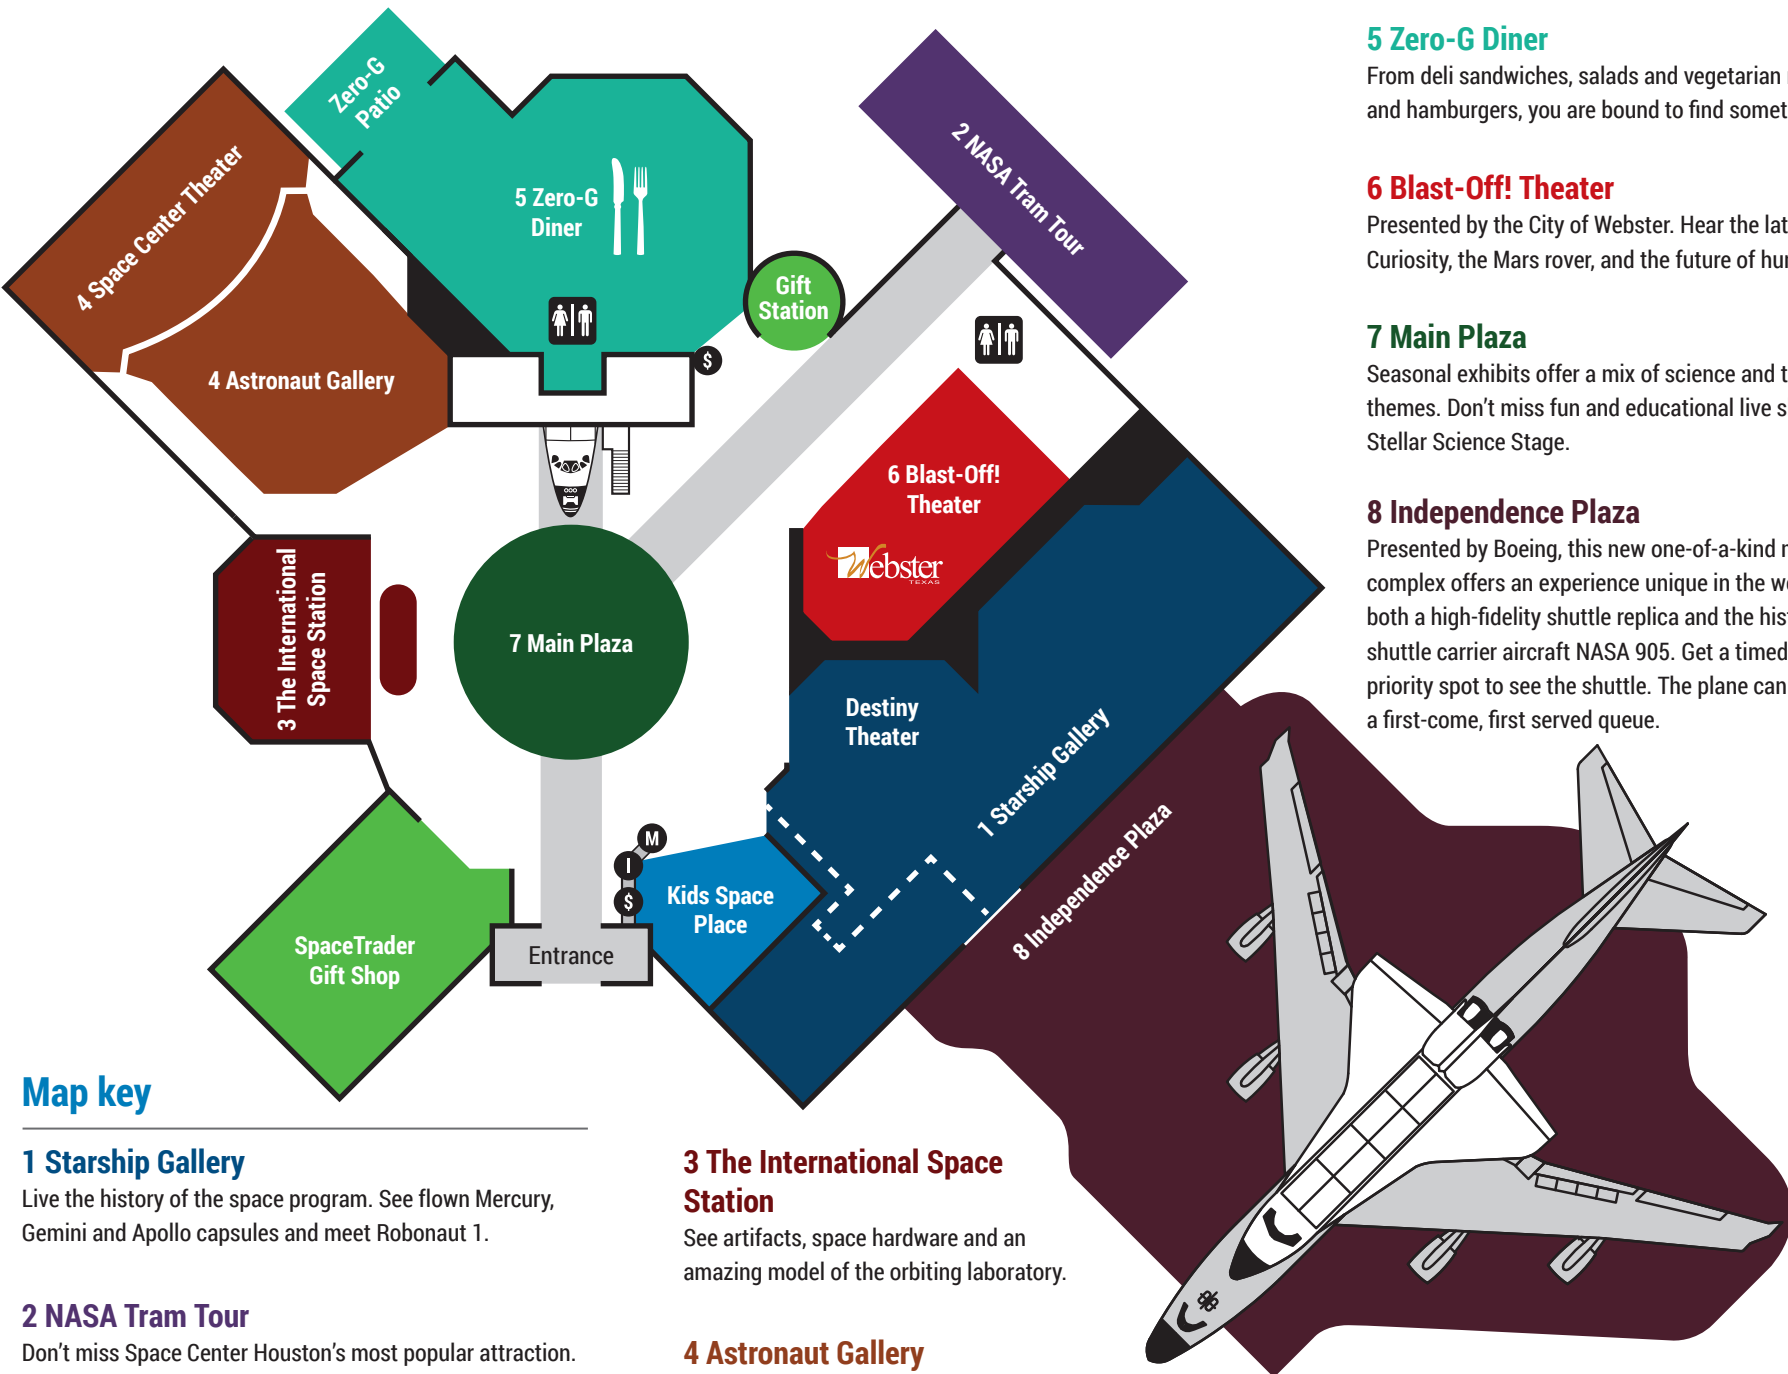 Zero-G
Patio
4 Space Center Theater
5 Zero-G
Diner
2 NASA Tram Tour
Gift
Station
$
4 Astronaut Gallery
6 Blast-Off!
Theater
Webster
TEXAS
3 The International
Space Station
7 Main Plaza
Destiny
Theater
1 Starship Gallery
8 Independence Plaza
M
I
$
Kids Space
Place
SpaceTrader
Gift Shop
Entrance
Map key
1 Starship Gallery
Live the history of the space program. See flown Mercury,
Gemini and Apollo capsules and meet Robonaut 1.
2 NASA Tram Tour
Don't miss Space Center Houston's most popular attraction.
3 The International Space
Station
See artifacts, space hardware and an
amazing model of the orbiting laboratory.
4 Astronaut Gallery
5 Zero-G Diner
From deli sandwiches, salads and vegetarian
and hamburgers, you are bound to find
6 Blast-Off! Theater
Presented by the City of Webster. Hear the
Curiosity, the Mars rover, and the future of
7 Main Plaza
Seasonal exhibits offer a mix of science and
themes. Don't miss fun and educational live
Stellar Science Stage.
8 Independence Plaza
Presented by Boeing, this new one-of-a-kind
complex offers an experience unique in the
both a high-fidelity shuttle replica and the
shuttle carrier aircraft NASA 905. Get a timed
priority spot to see the shuttle. The plane can
a first-come, first served queue.